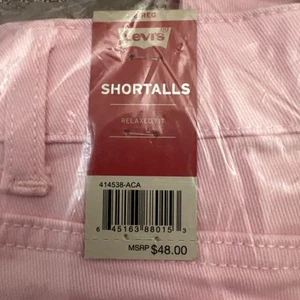 REG
Levi's
SHORTALLS
RELAXED FIT
414538-ACA
6 45163 88015 3
MSRP $48.00